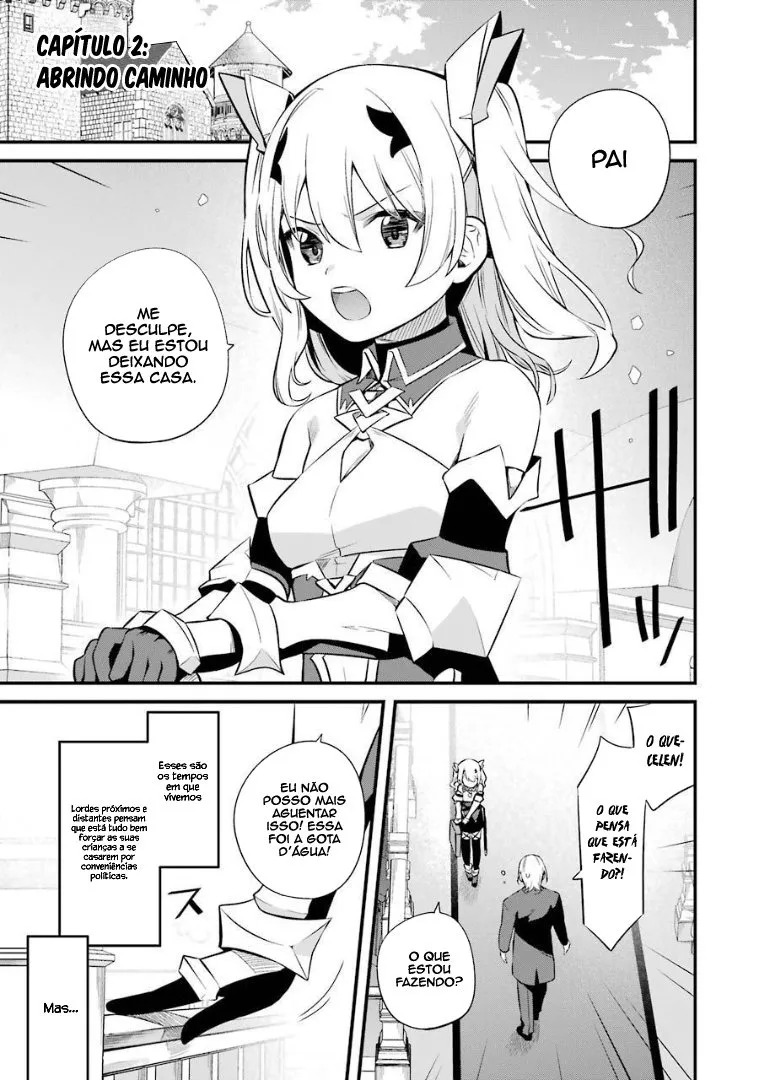 CAPÍTULO 2:
ABRINDO CAMINHO
PAI
ME
DESCULPE,
MAS EU ESTOU
DEIXANDO
ESSA CASA.
O QUE-
CELEN!
O QUE
PENSA
QUE ESTÁ
FAREN-
DO?!
O QUE
ESTOU
FAZENDO?
EU NÃO
POSSO MAIS
AGUENTAR
ISSO! ESSA
FOI A GOTA
D'ÁGUA!
Esses são
os tempos
em que
vivemos
Lordes próximos e
distantes pensam
que está tudo bem
forçar as suas
crianças a se
casarem por
conveniências
políticas.
ス
Mas...